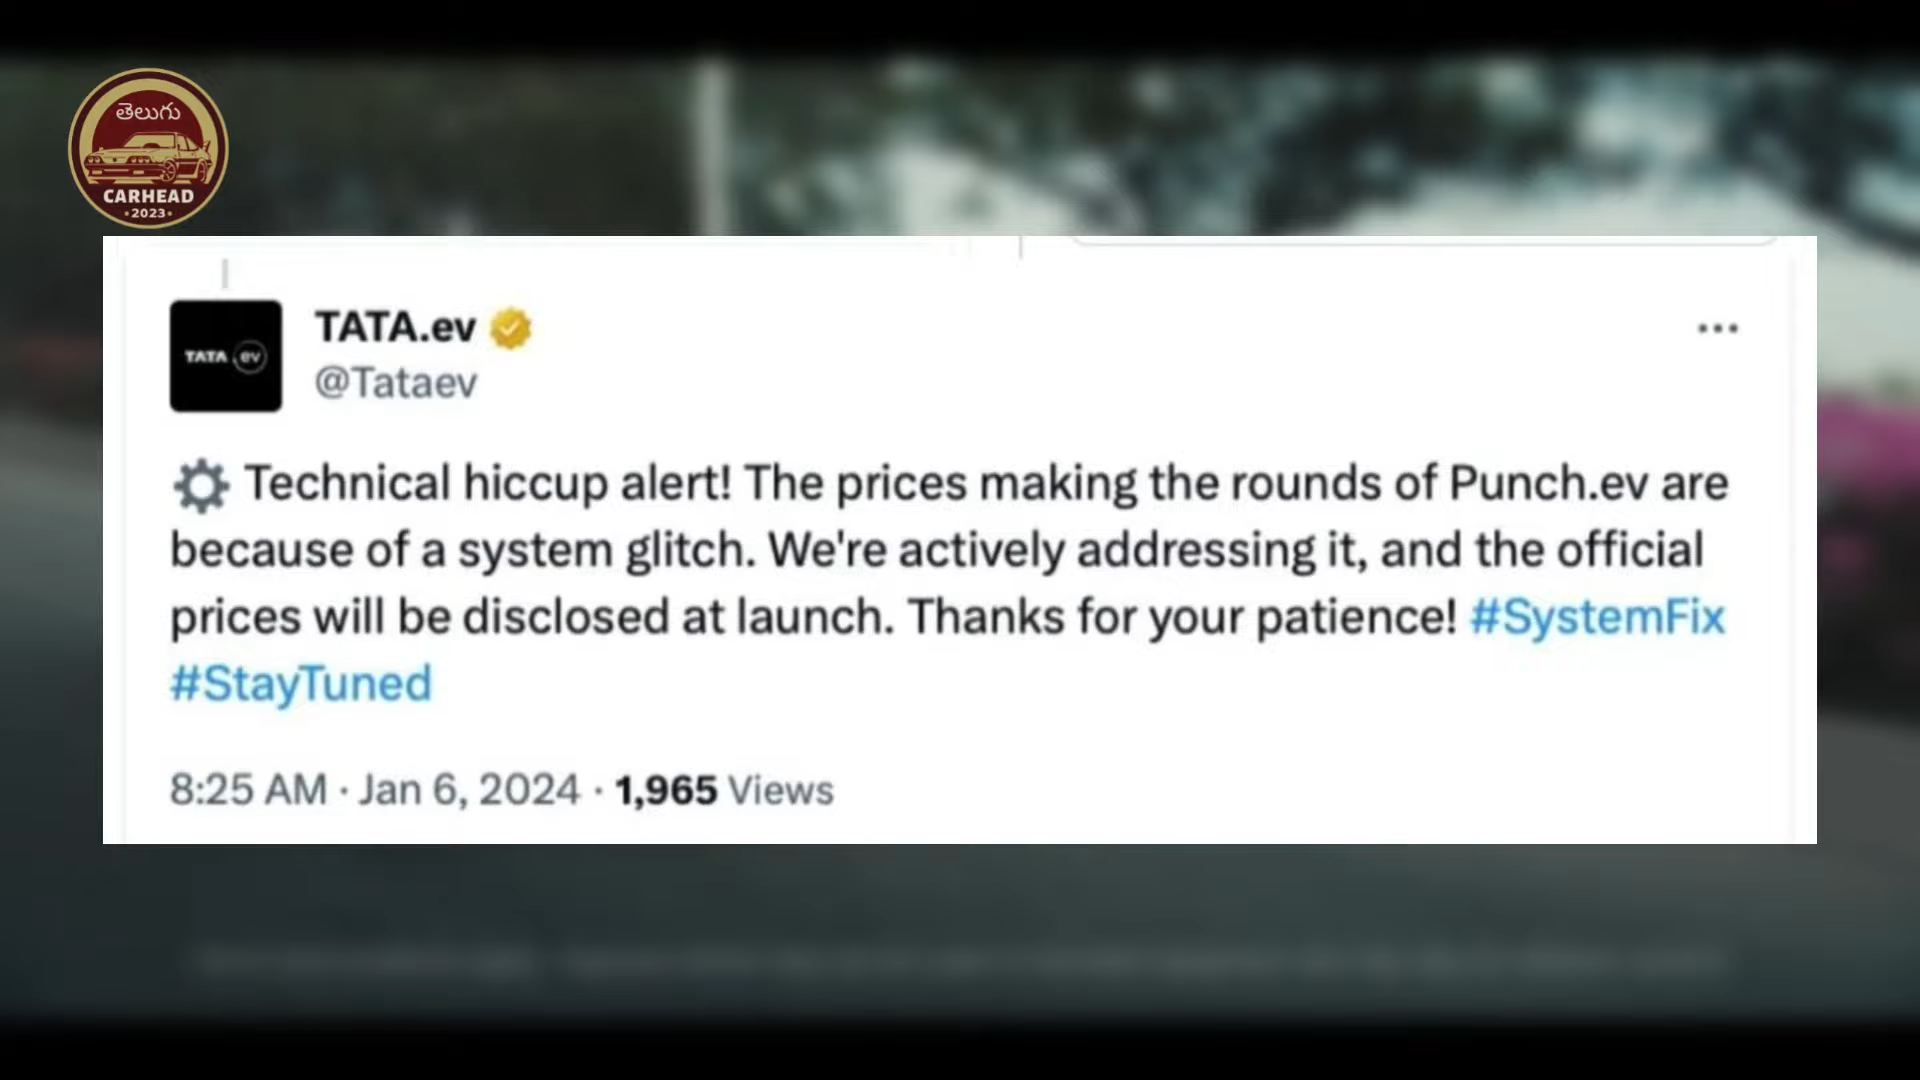 తెలుగు
CARHEAD
•2023•
TATA.ev
TATA .ev
@Tataev
Technical hiccup alert! The prices making the rounds of Punch.ev are
because of a system glitch. We're actively addressing it, and the official
prices will be disclosed at launch. Thanks for your patience! #SystemFix
#StayTuned
8:25 AM · Jan 6, 2024 · 1,965 Views